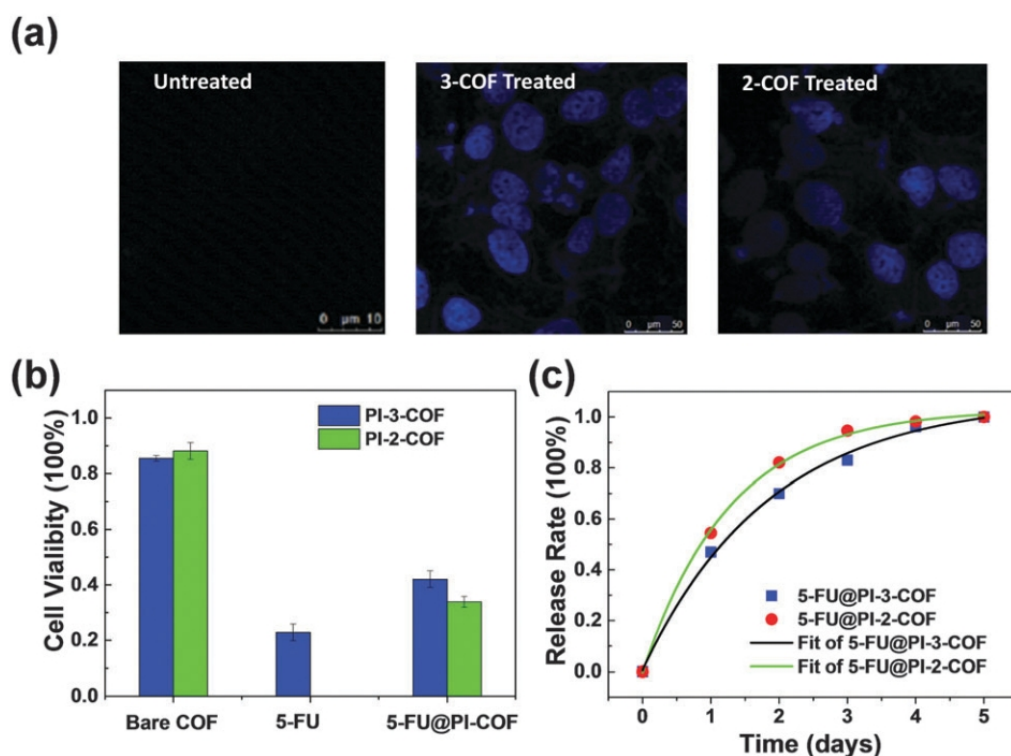 (a)
Untreated
3-COF Treated
2-COF Treated
0 µm 10
0 µm 50
0 µm 50
(b)
Cell Vialibity (100%)
1.0
0.8
0.6
0.4
0.2
0.0
PI-3-COF
PI-2-COF
Bare COF
5-FU
5-FU@PI-COF
(c)
Release Rate (100%)
1.0
0.8
0.6
0.4
0.2
0.0
5-FU@PI-3-COF
5-FU@PI-2-COF
Fit of 5-FU@PI-3-COF
Fit of 5-FU@PI-2-COF
0 1 2 3 4 5
Time (days)